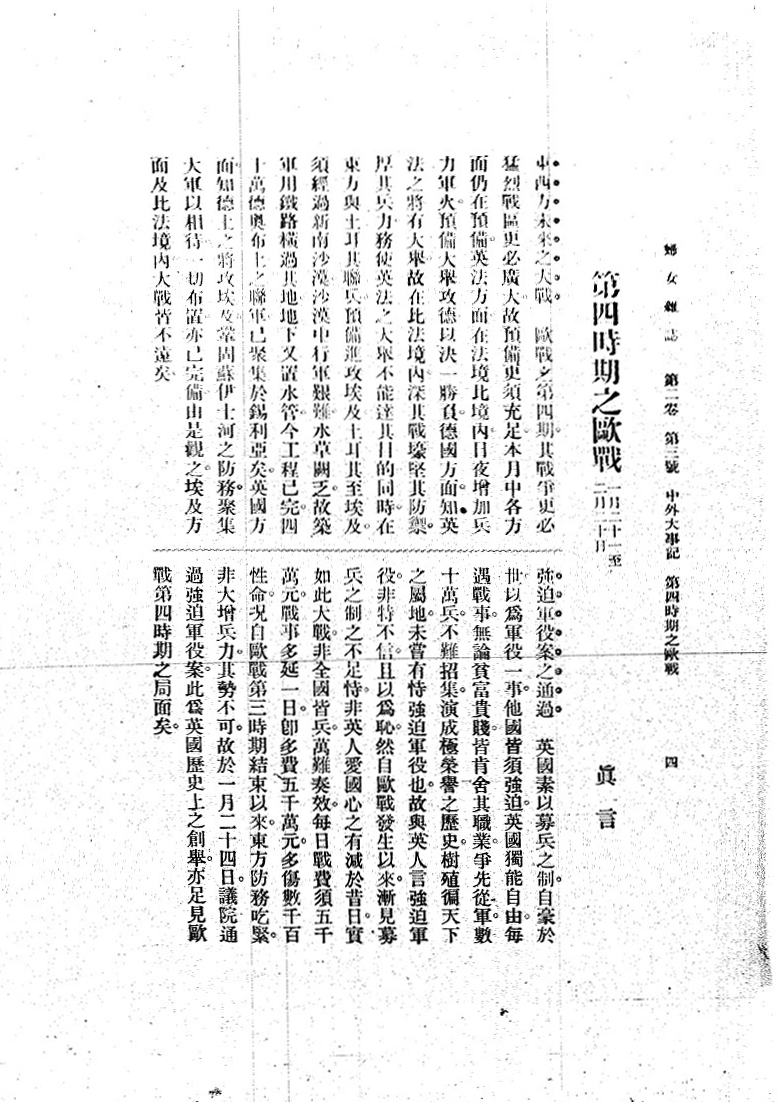 婦女雜誌 第二卷 第三號 中外大事記 第四時期之歐戰 四
第四時期之歐戰 一月二十一至二月二十日
眞言
東西方未來之大戰 歐戰之第四期其戰爭更必
猛烈戰區更必廣大故預備更須充足本月中各方
面仍在預備英法方面在法境比境內日夜增加兵
力軍火預備大舉攻德以決一勝負德國方面知英
法之將有大舉故在比法境內深其戰壕堅其防禦
厚其兵力務使英法之大舉不能達其目的同時在
東方與土耳其聯兵預備進攻埃及土耳其至埃及
須經過新南沙漠沙漠中行軍艱難水草闕乏故築
軍用鐵路橫過其地地下又置水管今工程已完四
十萬德奧布土之聯軍已聚集於錫利亞矣英國方
面知德土之將攻埃及鞏固蘇伊士河之防務聚集
大軍以相待一切布置亦已完備由是觀之埃及方
面及比法境內大戰皆不遠矣
強迫軍役案之通過 英國素以募兵之制自豪於
世以爲軍役一事他國皆須強迫英國獨能自由每
遇戰事無論貧富貴賤皆肯舍其職業爭先從軍數
十萬兵不難招集演成極榮譽之歷史樹殖徧天下
之屬地未嘗有恃強迫軍役也故與英人言強迫軍
役非特不信且以爲恥然自歐戰發生以來漸見募
兵之制之不足恃非英人愛國心之有減於昔日實
如此大戰非全國皆兵萬難奏效每日戰費須五千
萬元戰事多延一日卽多費五千萬元多傷數千百
性命況自歐戰第三時期結束以來東方防務吃緊
非大增兵力其勢不可故於一月二十四日議院通
過強迫軍役案此爲英國歷史上之創舉亦足見歐
戰第四時期之局面矣